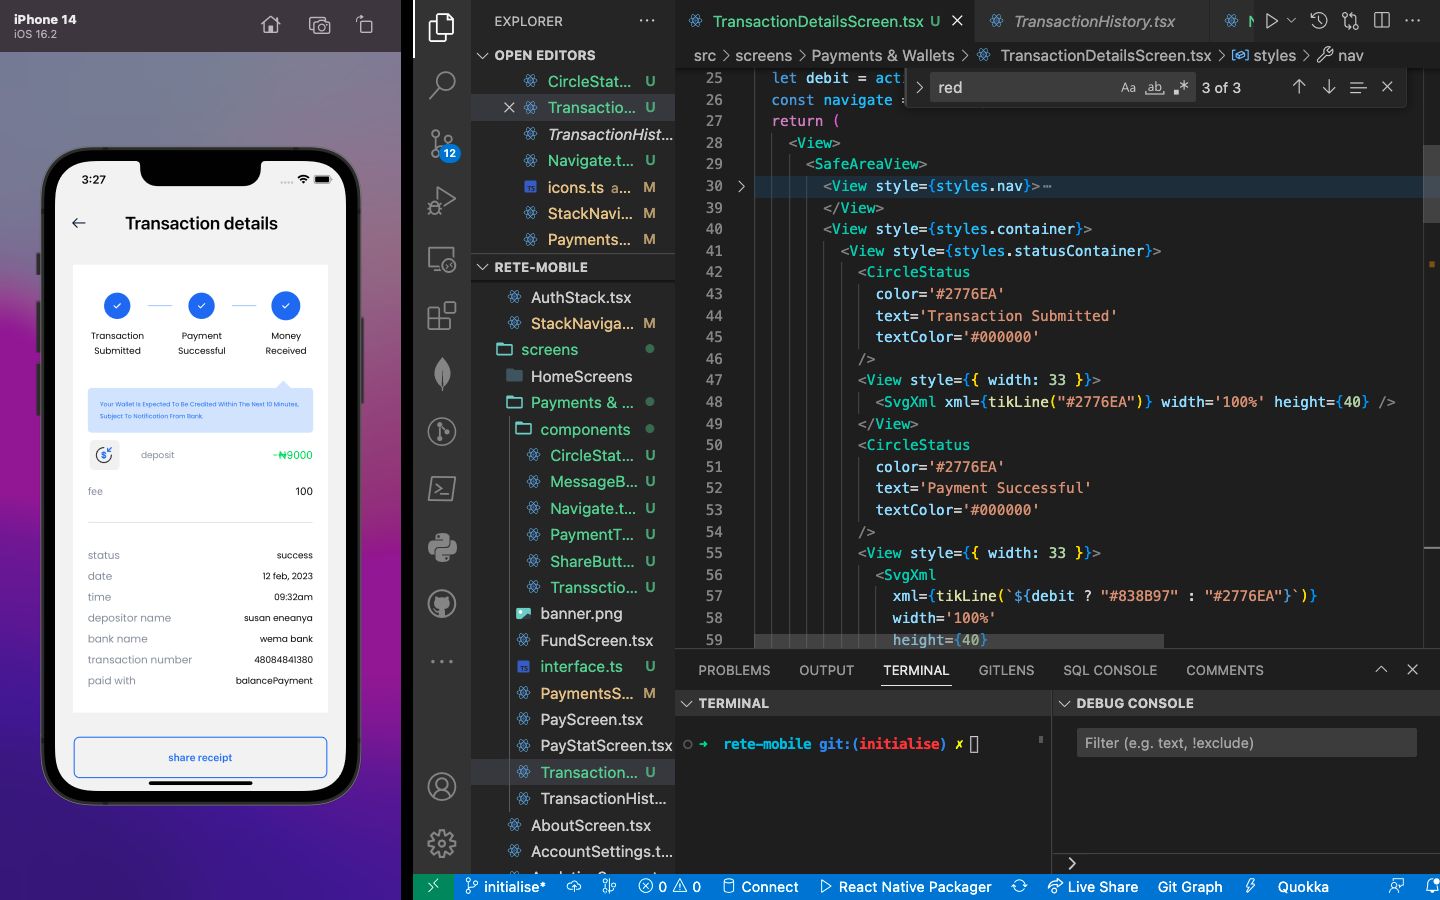 iPhone 14
iOS 16.2
3:27
Transaction details
Transaction Submitted
Payment Successful
Money Received
Your Wallet Is Expected To Be Credited Within The Next 10 Minutes,
Subject To Notification From Bank.
deposit
-₦9000
fee
100
status
success
date
12 feb, 2023
time
09:32am
depositor name
susan eneanya
bank name
wema bank
transaction number
48084841380
paid with
balancePayment
share receipt
12
EXPLORER
OPEN EDITORS
CircleStat... U
Transactio... U
TransactionHist...
Navigate.t... U
TS icons.ts a... M
StackNavi... M
Payments... M
RETE-MOBILE
AuthStack.tsx
StackNaviga... M
screens
HomeScreens
Payments & ...
components
CircleStat... U
MessageB... U
Navigate.t... U
PaymentT... U
ShareButt... U
Transsctio... U
banner.png
FundScreen.tsx
TS interface.ts U
PaymentsS... M
PayScreen.tsx
PayStatScreen.tsx
Transaction... U
TransactionHist...
AboutScreen.tsx
AccountSettings.t...
TransactionDetailsScreen.tsx U
TransactionHistory.tsx
src > screens > Payments & Wallets > TransactionDetailsScreen.tsx > styles > nav
red
Aa ab .*
3 of 3
25 let debit = act
26 const navigate =
27 return (
28 <View>
29 <SafeAreaView>
30 <View style={styles.nav}>⋯
39 </View>
40 <View style={styles.container}>
41 <View style={styles.statusContainer}>
42 <CircleStatus
43 color='#2776EA'
44 text='Transaction Submitted'
45 textColor='#000000'
46 />
47 <View style={{ width: 33 }}>
48 <SvgXml xml={tikLine("#2776EA")} width='100%' height={40} />
49 </View>
50 <CircleStatus
51 color='#2776EA'
52 text='Payment Successful'
53 textColor='#000000'
54 />
55 <View style={{ width: 33 }}>
56 <SvgXml
57 xml={tikLine(`${debit ? "#838B97" : "#2776EA"}`)}
58 width='100%'
59 height={40}
PROBLEMS OUTPUT TERMINAL GITLENS SQL CONSOLE COMMENTS
TERMINAL
rete-mobile git:(initialise) ✗
DEBUG CONSOLE
Filter (e.g. text, !exclude)
initialise* 0 0 Connect React Native Packager Live Share Git Graph Quokka